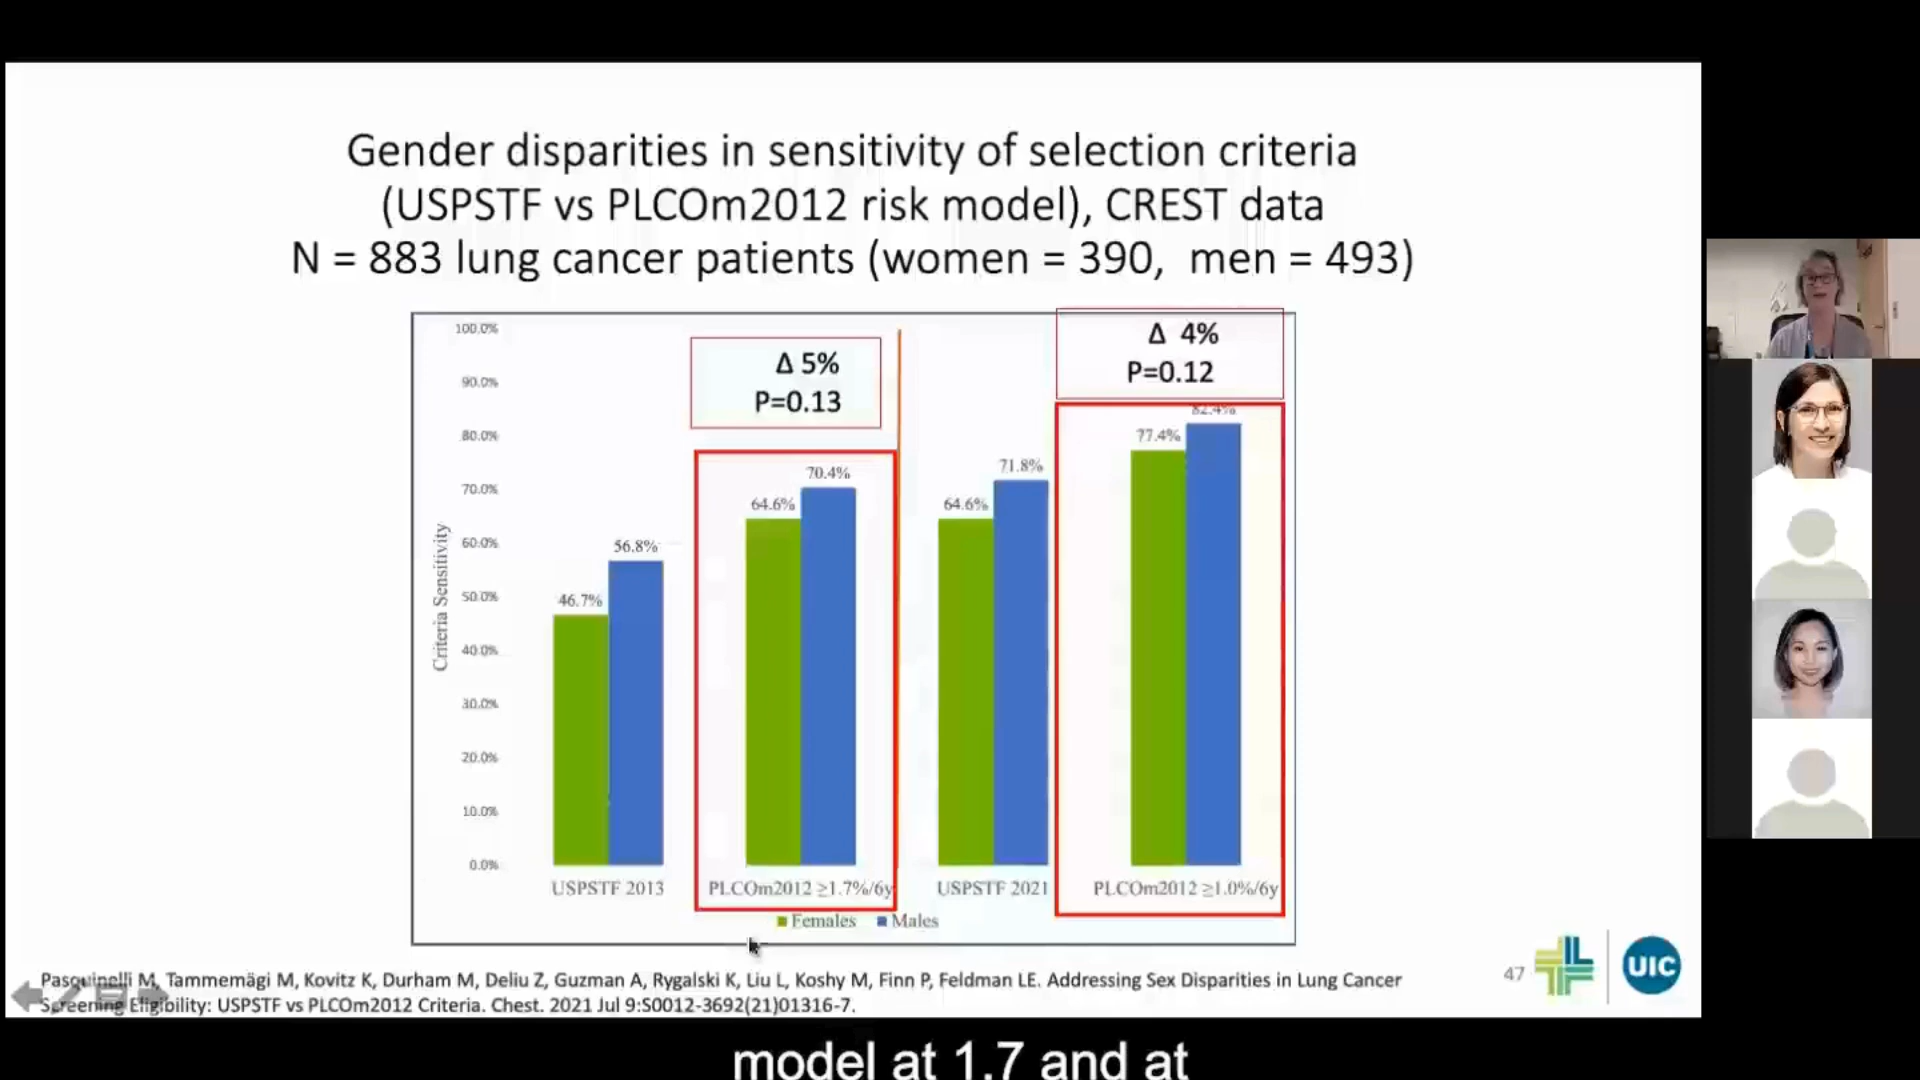 Gender disparities in sensitivity of selection criteria
(USPSTF vs PLCOm2012 risk model), CREST data
N = 883 lung cancer patients (women = 390, men = 493)
Δ 5%
P=0.13
Δ 4%
P=0.12
100.0%
90.0%
80.0%
70.0%
60.0%
50.0%
40.0%
30.0%
20.0%
10.0%
0.0%
Criteria Sensitivity
46.7%
56.8%
64.6%
70.4%
64.6%
71.8%
77.4%
82.4%
USPSTF 2013
PLCOm2012 ≥1.7%/6y
USPSTF 2021
PLCOm2012 ≥1.0%/6y
Females
Males
Pasquinelli M, Tammemägi M, Kovitz K, Durham M, Deliu Z, Guzman A, Rygalski K, Liu L, Koshy M, Finn P, Feldman LE. Addressing Sex Disparities in Lung Cancer
Screening Eligibility: USPSTF vs PLCOm2012 Criteria. Chest. 2021 Jul 9:S0012-3692(21)01316-7.
47
UIC
model at 1.7 and at